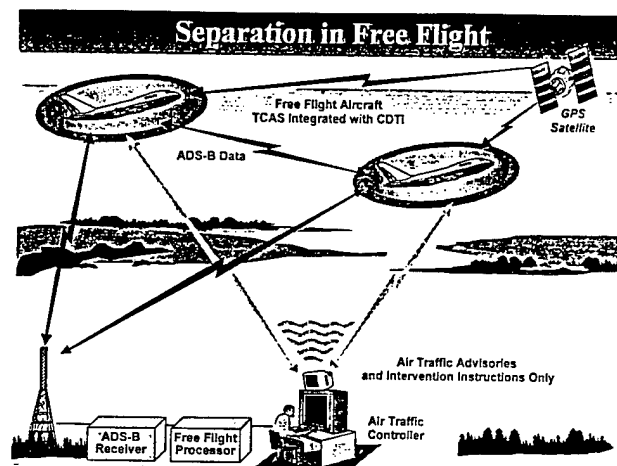 Separation in Free Flight
Free Flight Aircraft
TCAS Integrated with CDTI
GPS
Satellite
ADS-B Data
Air Traffic Advisories
and Intervention Instructions Only
Air Traffic
Controller
ADS-B
Receiver
Free Flight
Processor